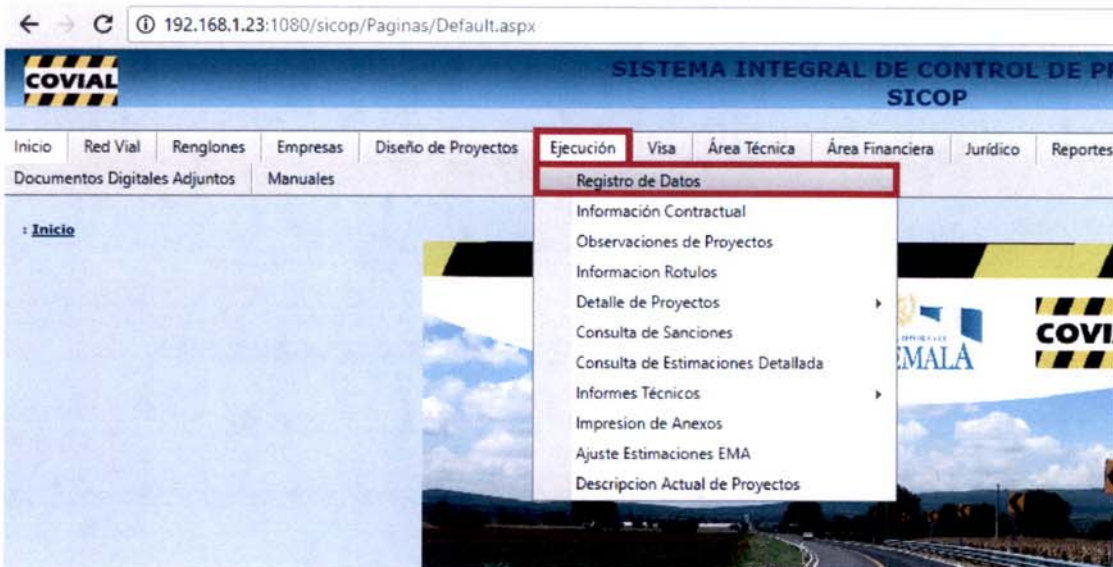 192.168.1.23:1080/sicop/Paginas/Default.aspx
COVIAL
SISTEMA INTEGRAL DE CONTROL DE
SICOP
Inicio Red Vial Renglones Empresas Diseño de Proyectos Ejecución Visa Área Técnica Área Financiera Jurídico Reportes
Documentos Digitales Adjuntos Manuales
Registro de Datos
: Inicio
Información Contractual
Observaciones de Proyectos
Informacion Rotulos
Detalle de Proyectos
Consulta de Sanciones
Consulta de Estimaciones Detallada
Informes Técnicos
Impresion de Anexos
Ajuste Estimaciones EMA
Descripcion Actual de Proyectos
EMALA
COVI